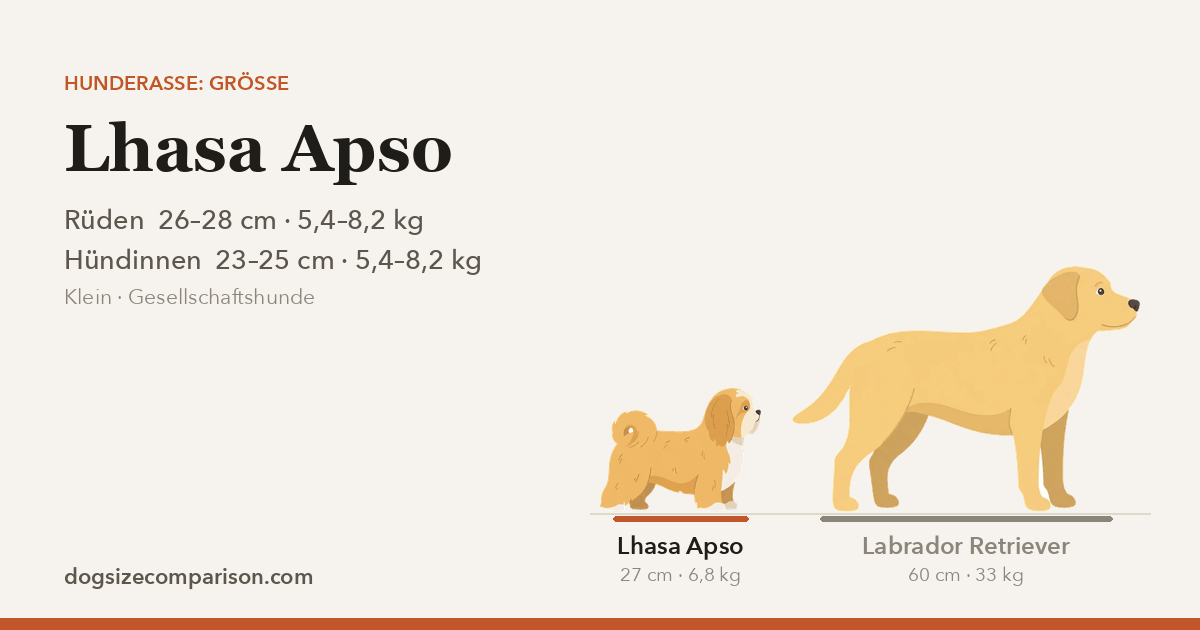 HUNDERASSE: GRÖSSE
Lhasa Apso
Rüden 26–28 cm · 5,4–8,2 kg
Hündinnen 23–25 cm · 5,4–8,2 kg
Klein · Gesellschaftshunde
Lhasa Apso
27 cm · 6,8 kg
Labrador Retriever
60 cm · 33 kg
dogsizecomparison.com